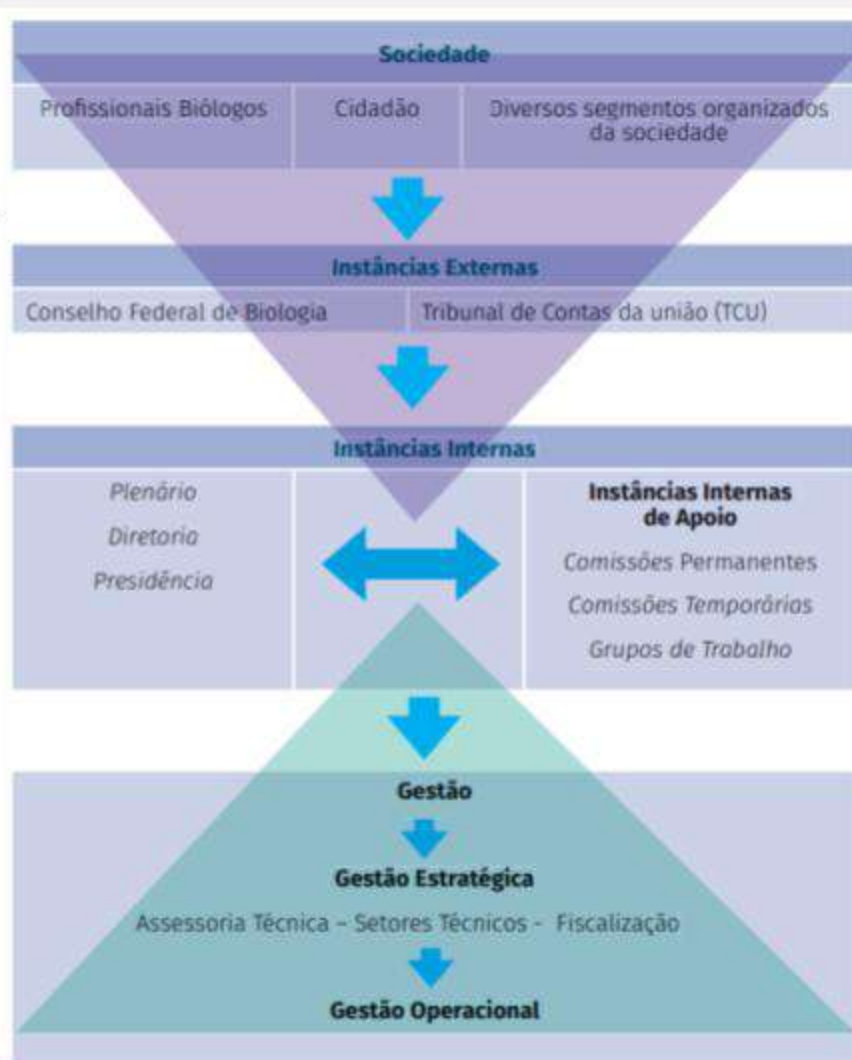 Sociedade
Profissionais Biólogos
Cidadão
Diversos segmentos organizados
da sociedade
Instâncias Externas
Conselho Federal de Biologia
Tribunal de Contas da união (TCU)
Instâncias Internas
Plenário
Diretoria
Presidência
Instâncias Internas
de Apoio
Comissões Permanentes
Comissões Temporárias
Grupos de Trabalho
Gestão
Gestão Estratégica
Assessoria Técnica – Setores Técnicos - Fiscalização
Gestão Operacional